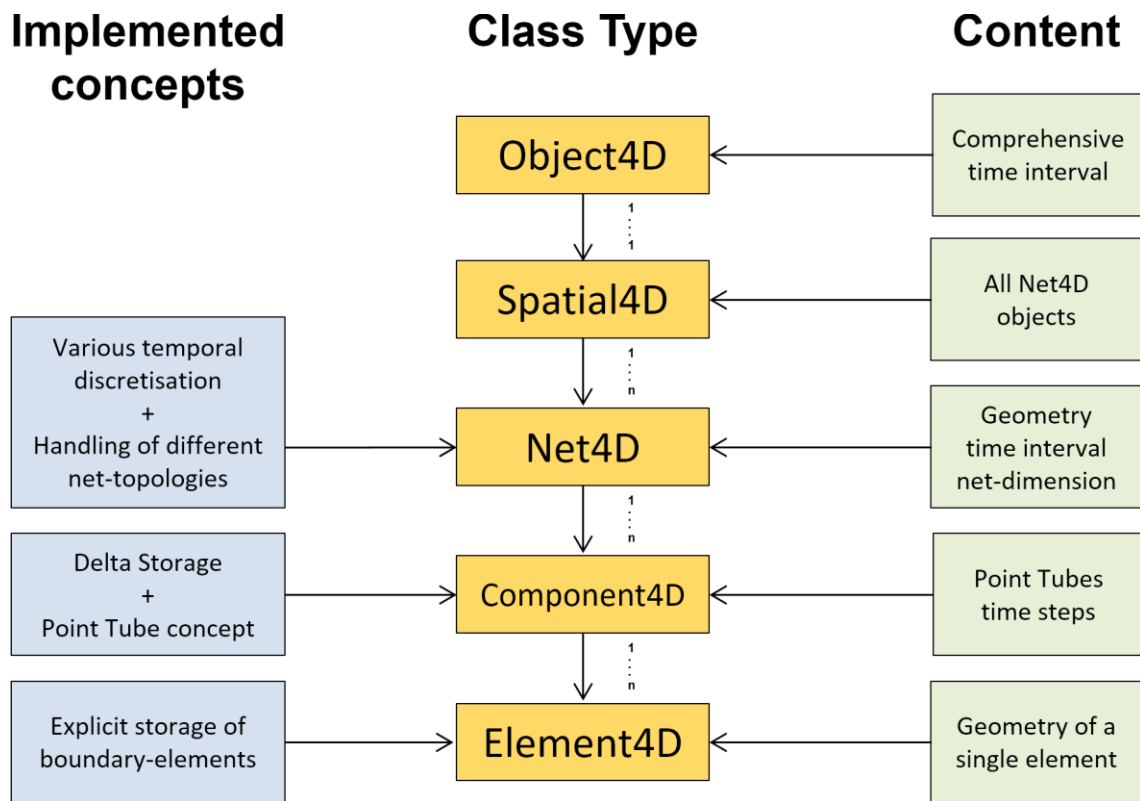 Implemented
concepts
Class Type
Content
Object4D
Comprehensive
time interval
1
1
Spatial4D
All Net4D
objects
1
n
Various temporal
discretisation
+
Handling of different
net-topologies
Net4D
Geometry
time interval
net-dimension
1
n
Delta Storage
+
Point Tube concept
Component4D
Point Tubes
time steps
1
n
Explicit storage of
boundary-elements
Element4D
Geometry of a
single element